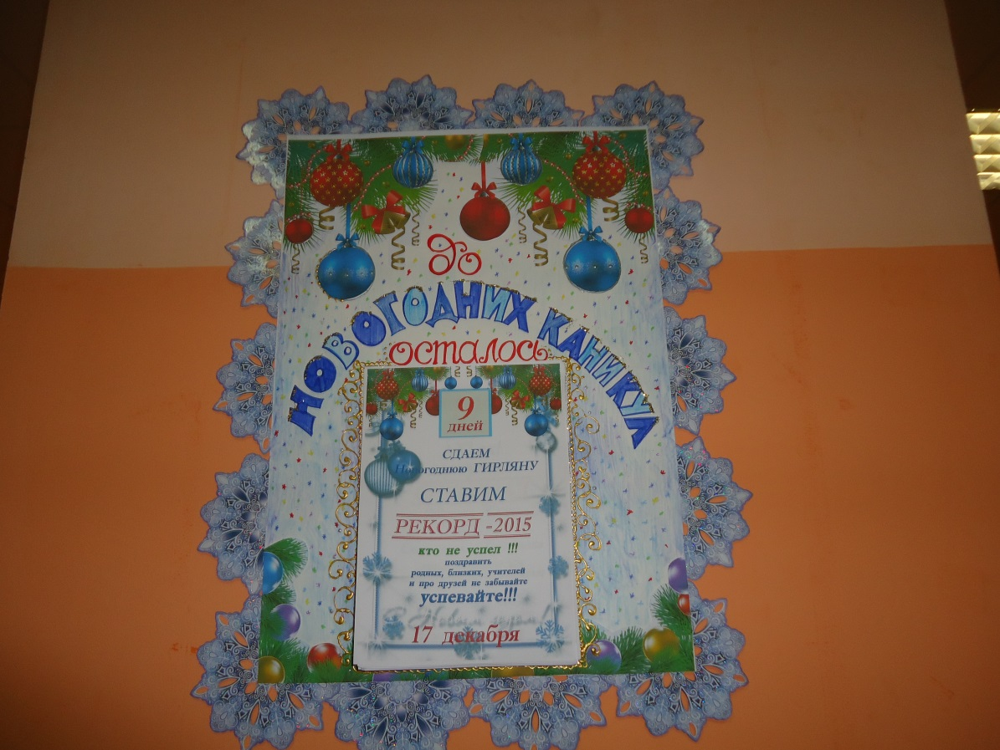 До
НОВОГОДНИХ КАНИКУЛ
осталось
9
дней
СДАЕМ
Новогоднюю ГИРЛЯНУ
СТАВИМ
РЕКОРД -2015
кто не успел !!!
поздравить
родных, близких, учителей
и про друзей не забывайте
успевайте!!!
С Новым годом!
17 декабря